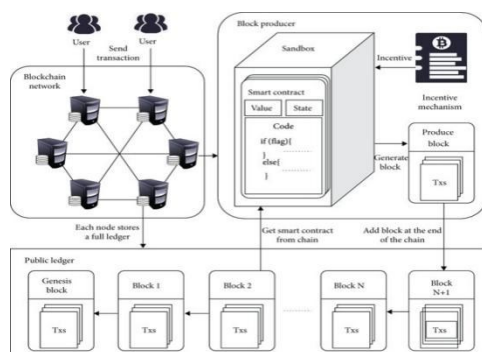 User
User
Send
transaction
Blockchain
network
Block producer
Sandbox
Smart contract
Value
State
Code
if (flag){
}
else{
}
Incentive
Incentive
mechanism
Generate
block
Produce
block
Txs
Each node stores
a full ledger
Get smart contract
from chain
Add block at the end
of the chain
Public ledger
Genesis
block
Txs
Block 1
Txs
Block 2
Txs
Block N
Txs
Block
N+1
Txs